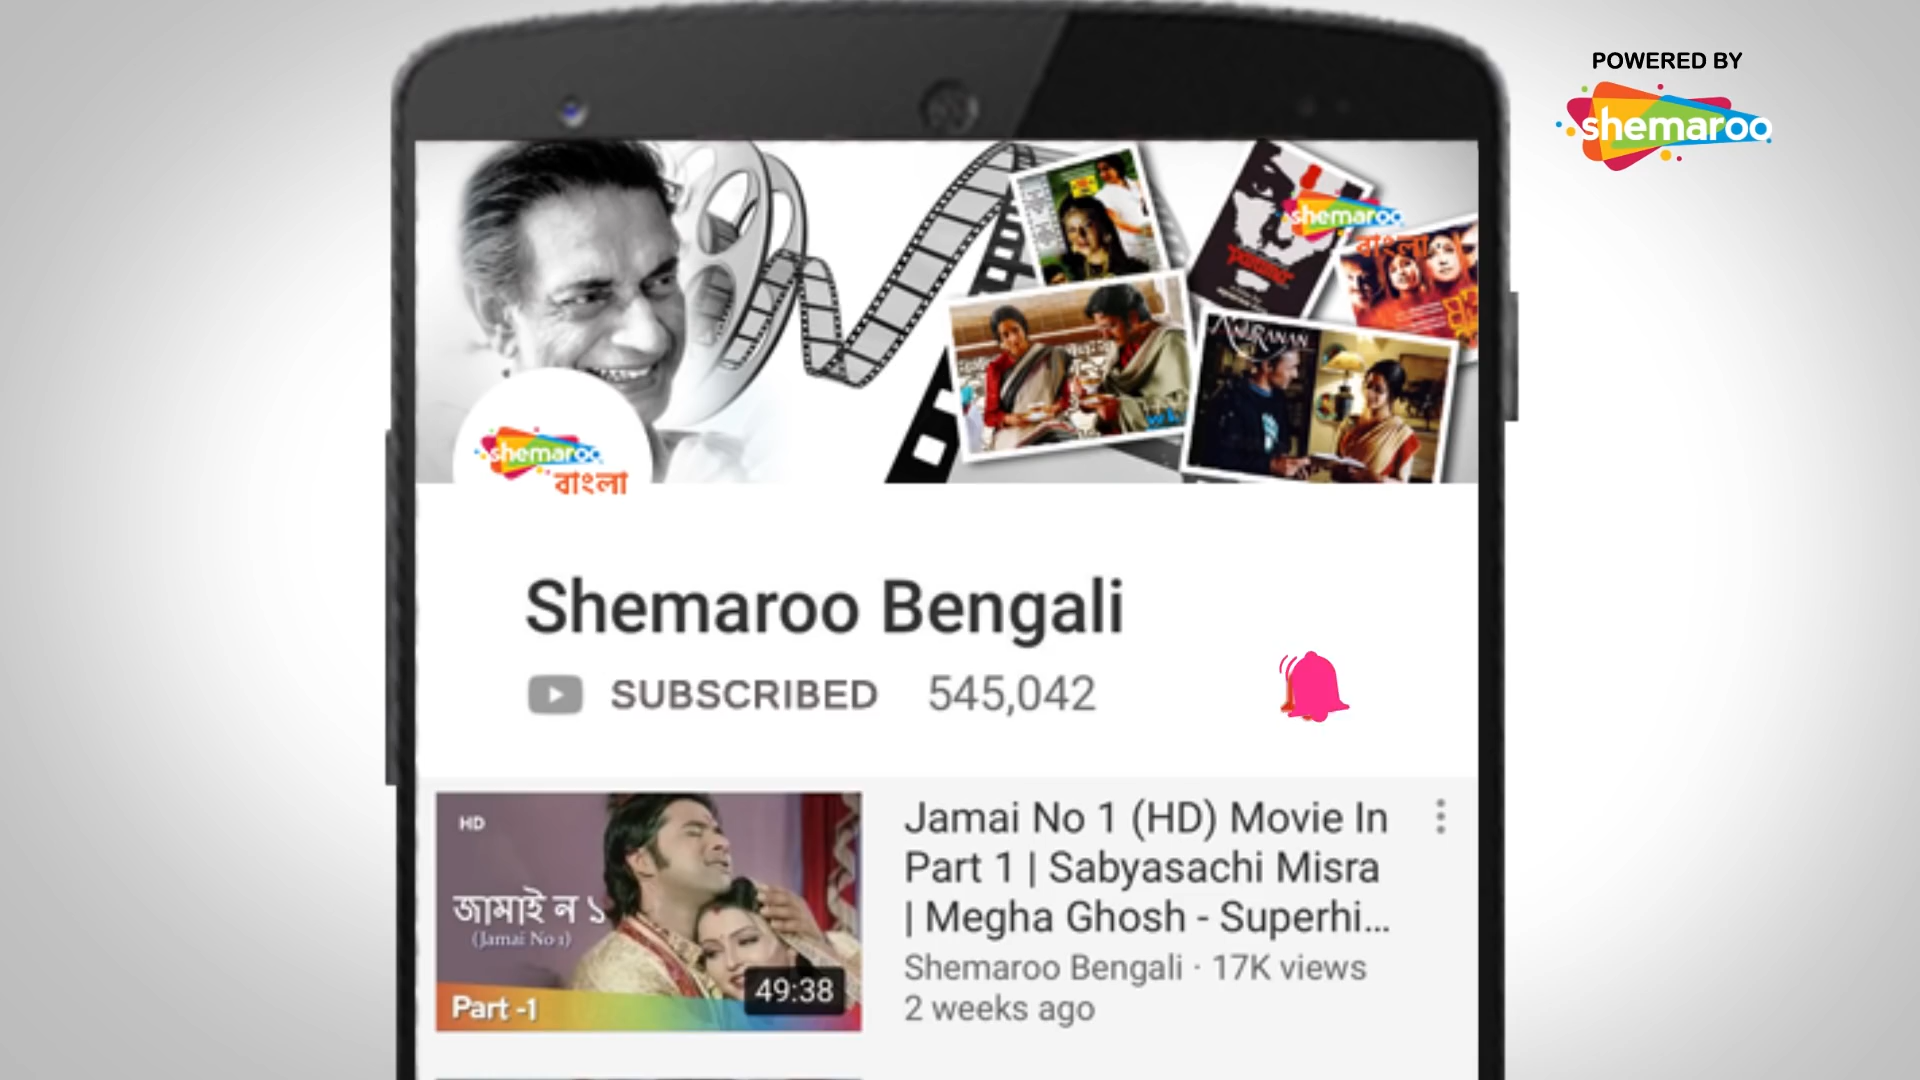 POWERED BY
shemaroo
shemaroo
বাংলা
ANURANAN
shemaroo
বাংলা
Shemaroo Bengali
SUBSCRIBED 545,042
HD
জামাই ন ১
(Jamai No 1)
Part -1
49:38
Jamai No 1 (HD) Movie In
Part 1 | Sabyasachi Misra
| Megha Ghosh - Superhi...
Shemaroo Bengali · 17K views
2 weeks ago